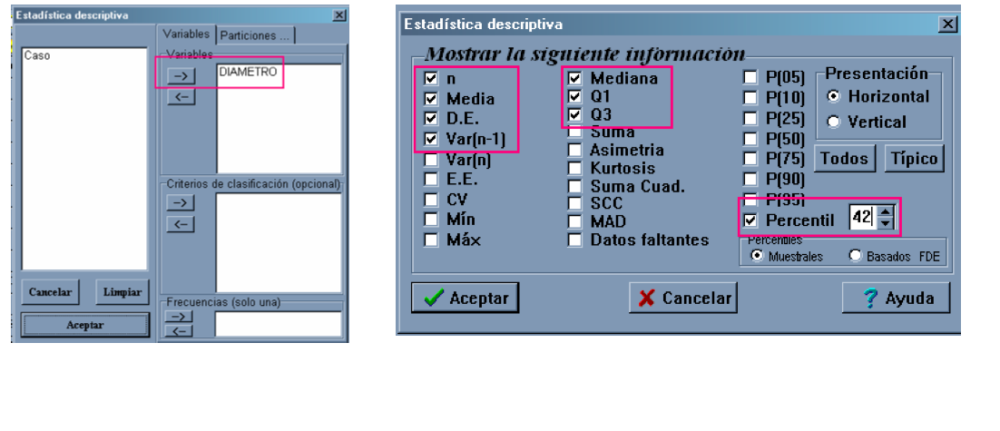 Estadística descriptiva
Caso
Variables
Particiones ...
Variables
-->
DIAMETRO
<--
Criterios de clasificación (opcional)
-->
<--
Cancelar
Limpiar
Aceptar
Frecuencias (solo una)
-->
<--
Estadística descriptiva
Mostrar la siguiente información
n
Media
D.E.
Var(n-1)
Var(n)
E.E.
CV
Mín
Máx
Mediana
Q1
Q3
Suma
Asimetria
Kurtosis
Suma Cuad.
SCC
MAD
Datos faltantes
P(05)
P(10)
P(25)
P(50)
P(75)
P(90)
P(95)
Percentil 42
Presentación
Horizontal
Vertical
Todos
Típico
Percentiles
Muestrales
Basados FDE
Aceptar
Cancelar
Ayuda